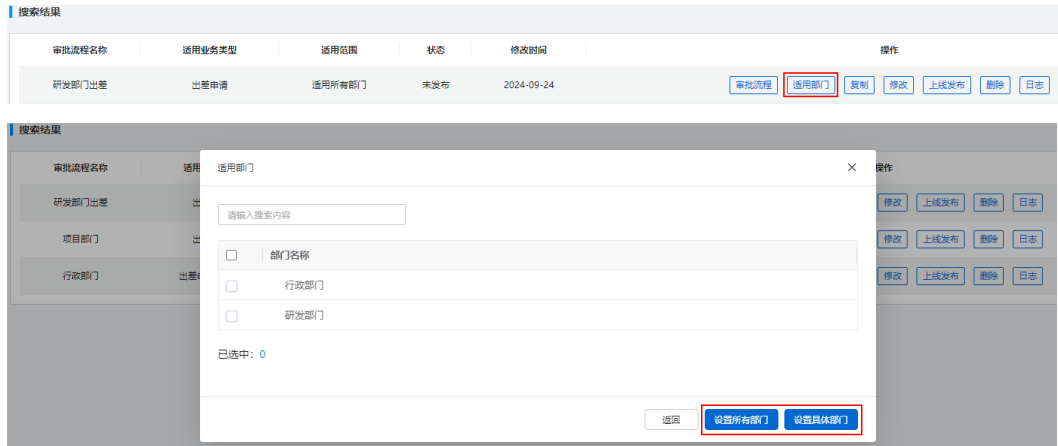 搜索结果
审批流程名称 适用业务类型 适用范围 状态 修改时间 操作
研发部门出差 出差申请 适用所有部门 未发布 2024-09-24 审批流程 适用部门 复制 修改 上线发布 删除 日志
搜索结果
审批流程名称 适用 操作
适用部门
研发部门出差 出 修改 上线发布 删除 日志
请输入搜索内容
项目部门 出 修改 上线发布 删除 日志
部门名称
行政部门 出差 修改 上线发布 删除 日志
行政部门
研发部门
已选中：0
返回 设置所有部门 设置具体部门